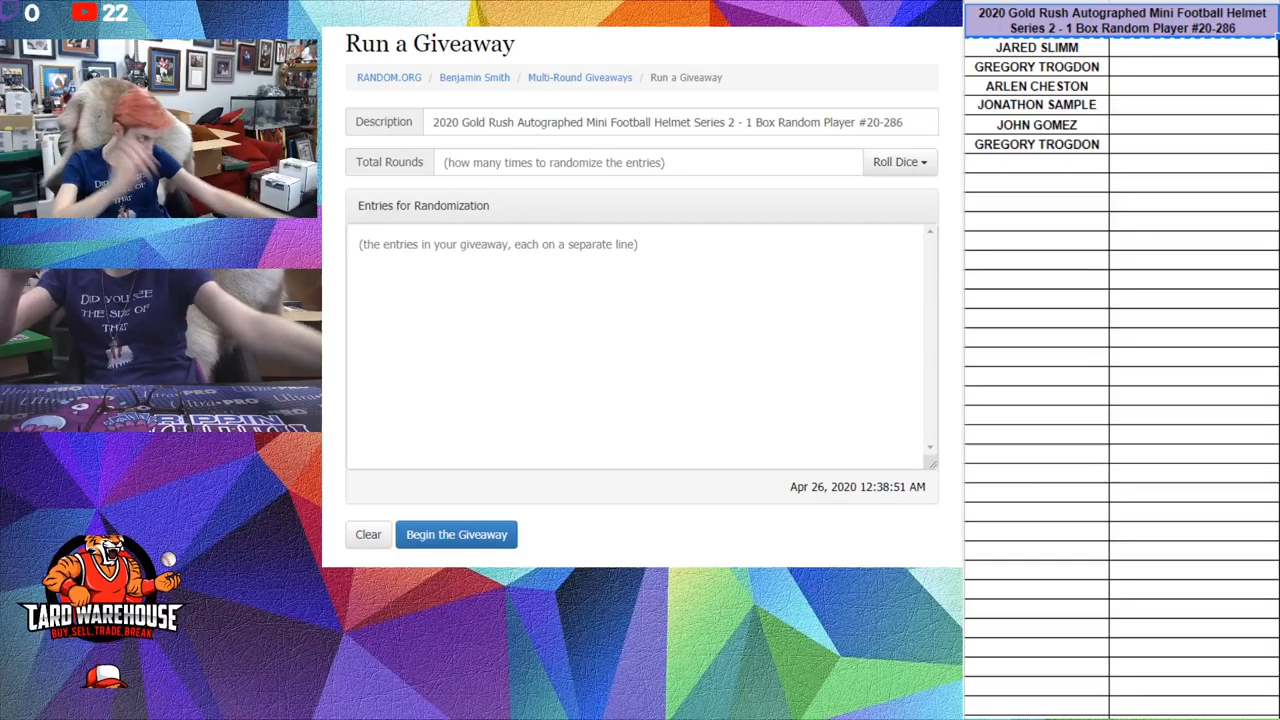 0 22
DID YOU SEE
THE SIZE OF
THAT
TARD WAREHOUSE
BUY. SELL. TRADE. BREAK
Run a Giveaway
RANDOM.ORG / Benjamin Smith / Multi-Round Giveaways / Run a Giveaway
Description 2020 Gold Rush Autographed Mini Football Helmet Series 2 - 1 Box Random Player #20-286
Total Rounds (how many times to randomize the entries) Roll Dice
Entries for Randomization
(the entries in your giveaway, each on a separate line)
Apr 26, 2020 12:38:51 AM
Clear Begin the Giveaway
2020 Gold Rush Autographed Mini Football Helmet
Series 2 - 1 Box Random Player #20-286
JARED SLIMM
GREGORY TROGDON
ARLEN CHESTON
JONATHON SAMPLE
JOHN GOMEZ
GREGORY TROGDON